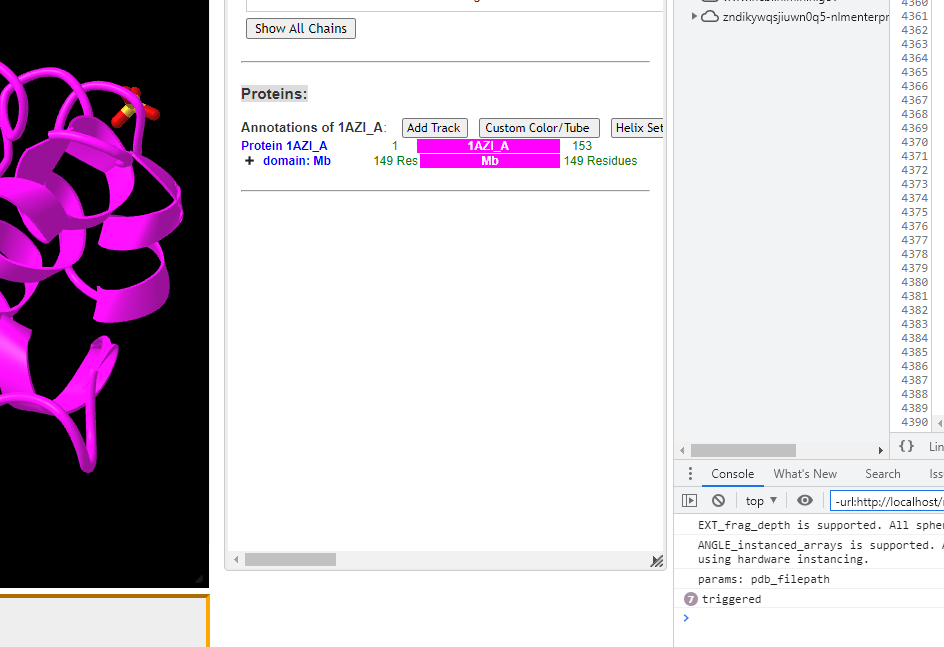 Show All Chains
Proteins:
Annotations of 1AZI_A: Add Track Custom Color/Tube Helix Set
Protein 1AZI_A 1 1AZI_A 153
+ domain: Mb 149 Res Mb 149 Residues
zndikywqsjiuwn0q5-nlmenterpr
4360
4361
4362
4363
4364
4365
4366
4367
4368
4369
4370
4371
4372
4373
4374
4375
4376
4377
4378
4379
4380
4381
4382
4383
4384
4385
4386
4387
4388
4389
4390
{} Lin
Console What's New Search Iss
top -url:http://localhost/
EXT_frag_depth is supported. All spher
ANGLE_instanced_arrays is supported. A
using hardware instancing.
params: pdb_filepath
7 triggered